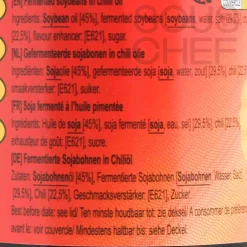 EN Fermented soybeans in chili oil
Ingredients: Soybean oil [45%], fermented soybeans [soybeans, water, salt
[22,5%], flavour enhancer: [E621], sugar.
NL Gefermenteerde sojabonen in chili olie
Ingrediënten: Sojaolie [45%], gefermenteerde soja [soja, water, zout] [29,5%], chili
smaakversterker: [E621], suiker.
FR Soja fermenté à l'huile pimentée
Ingrédients: Huile de soja [45%], soja fermenté [soja, eau, sel] [29,5%], chili [22,5%],
exhausteur de goût: [E621], sucre.
DE Fermentierte Sojabohnen in Chiliöl
Zutaten: Sojabohnenöl [45%], Fermentierte Sojabohnen [Sojabohnen, Wasser, Salz]
[29,5%], Chili [22,5%], Geschmacksverstärker: [E621], Zucker.
Best before date: see lid/ Ten minste houdbaar tot: zie deksel/ A consommer de préférence
avant le: voir couvercle/ Mindestens haltbar bis: siehe Deckel/
SOUS
CHEF